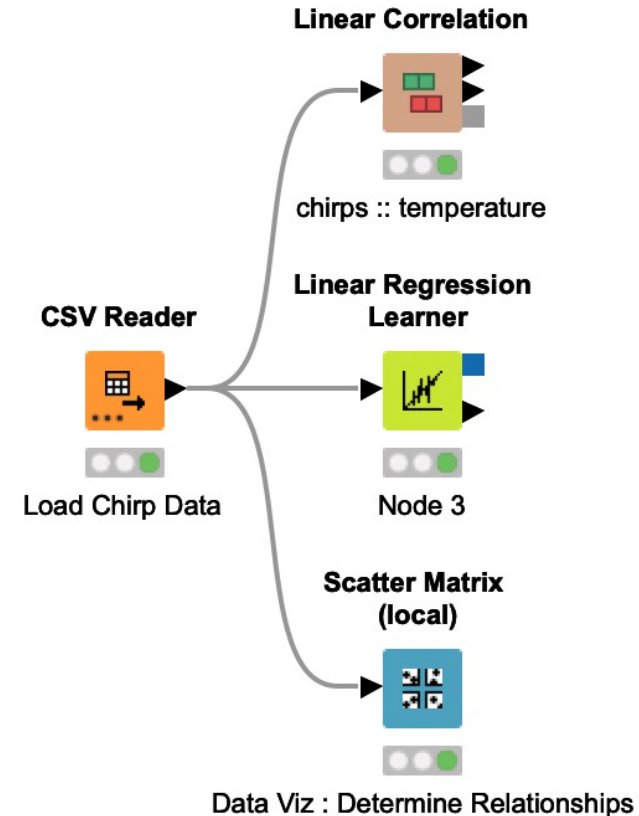 Linear Correlation
chirps :: temperature
Linear Regression
Learner
CSV Reader
Load Chirp Data
Node 3
Scatter Matrix
(local)
Data Viz : Determine Relationships